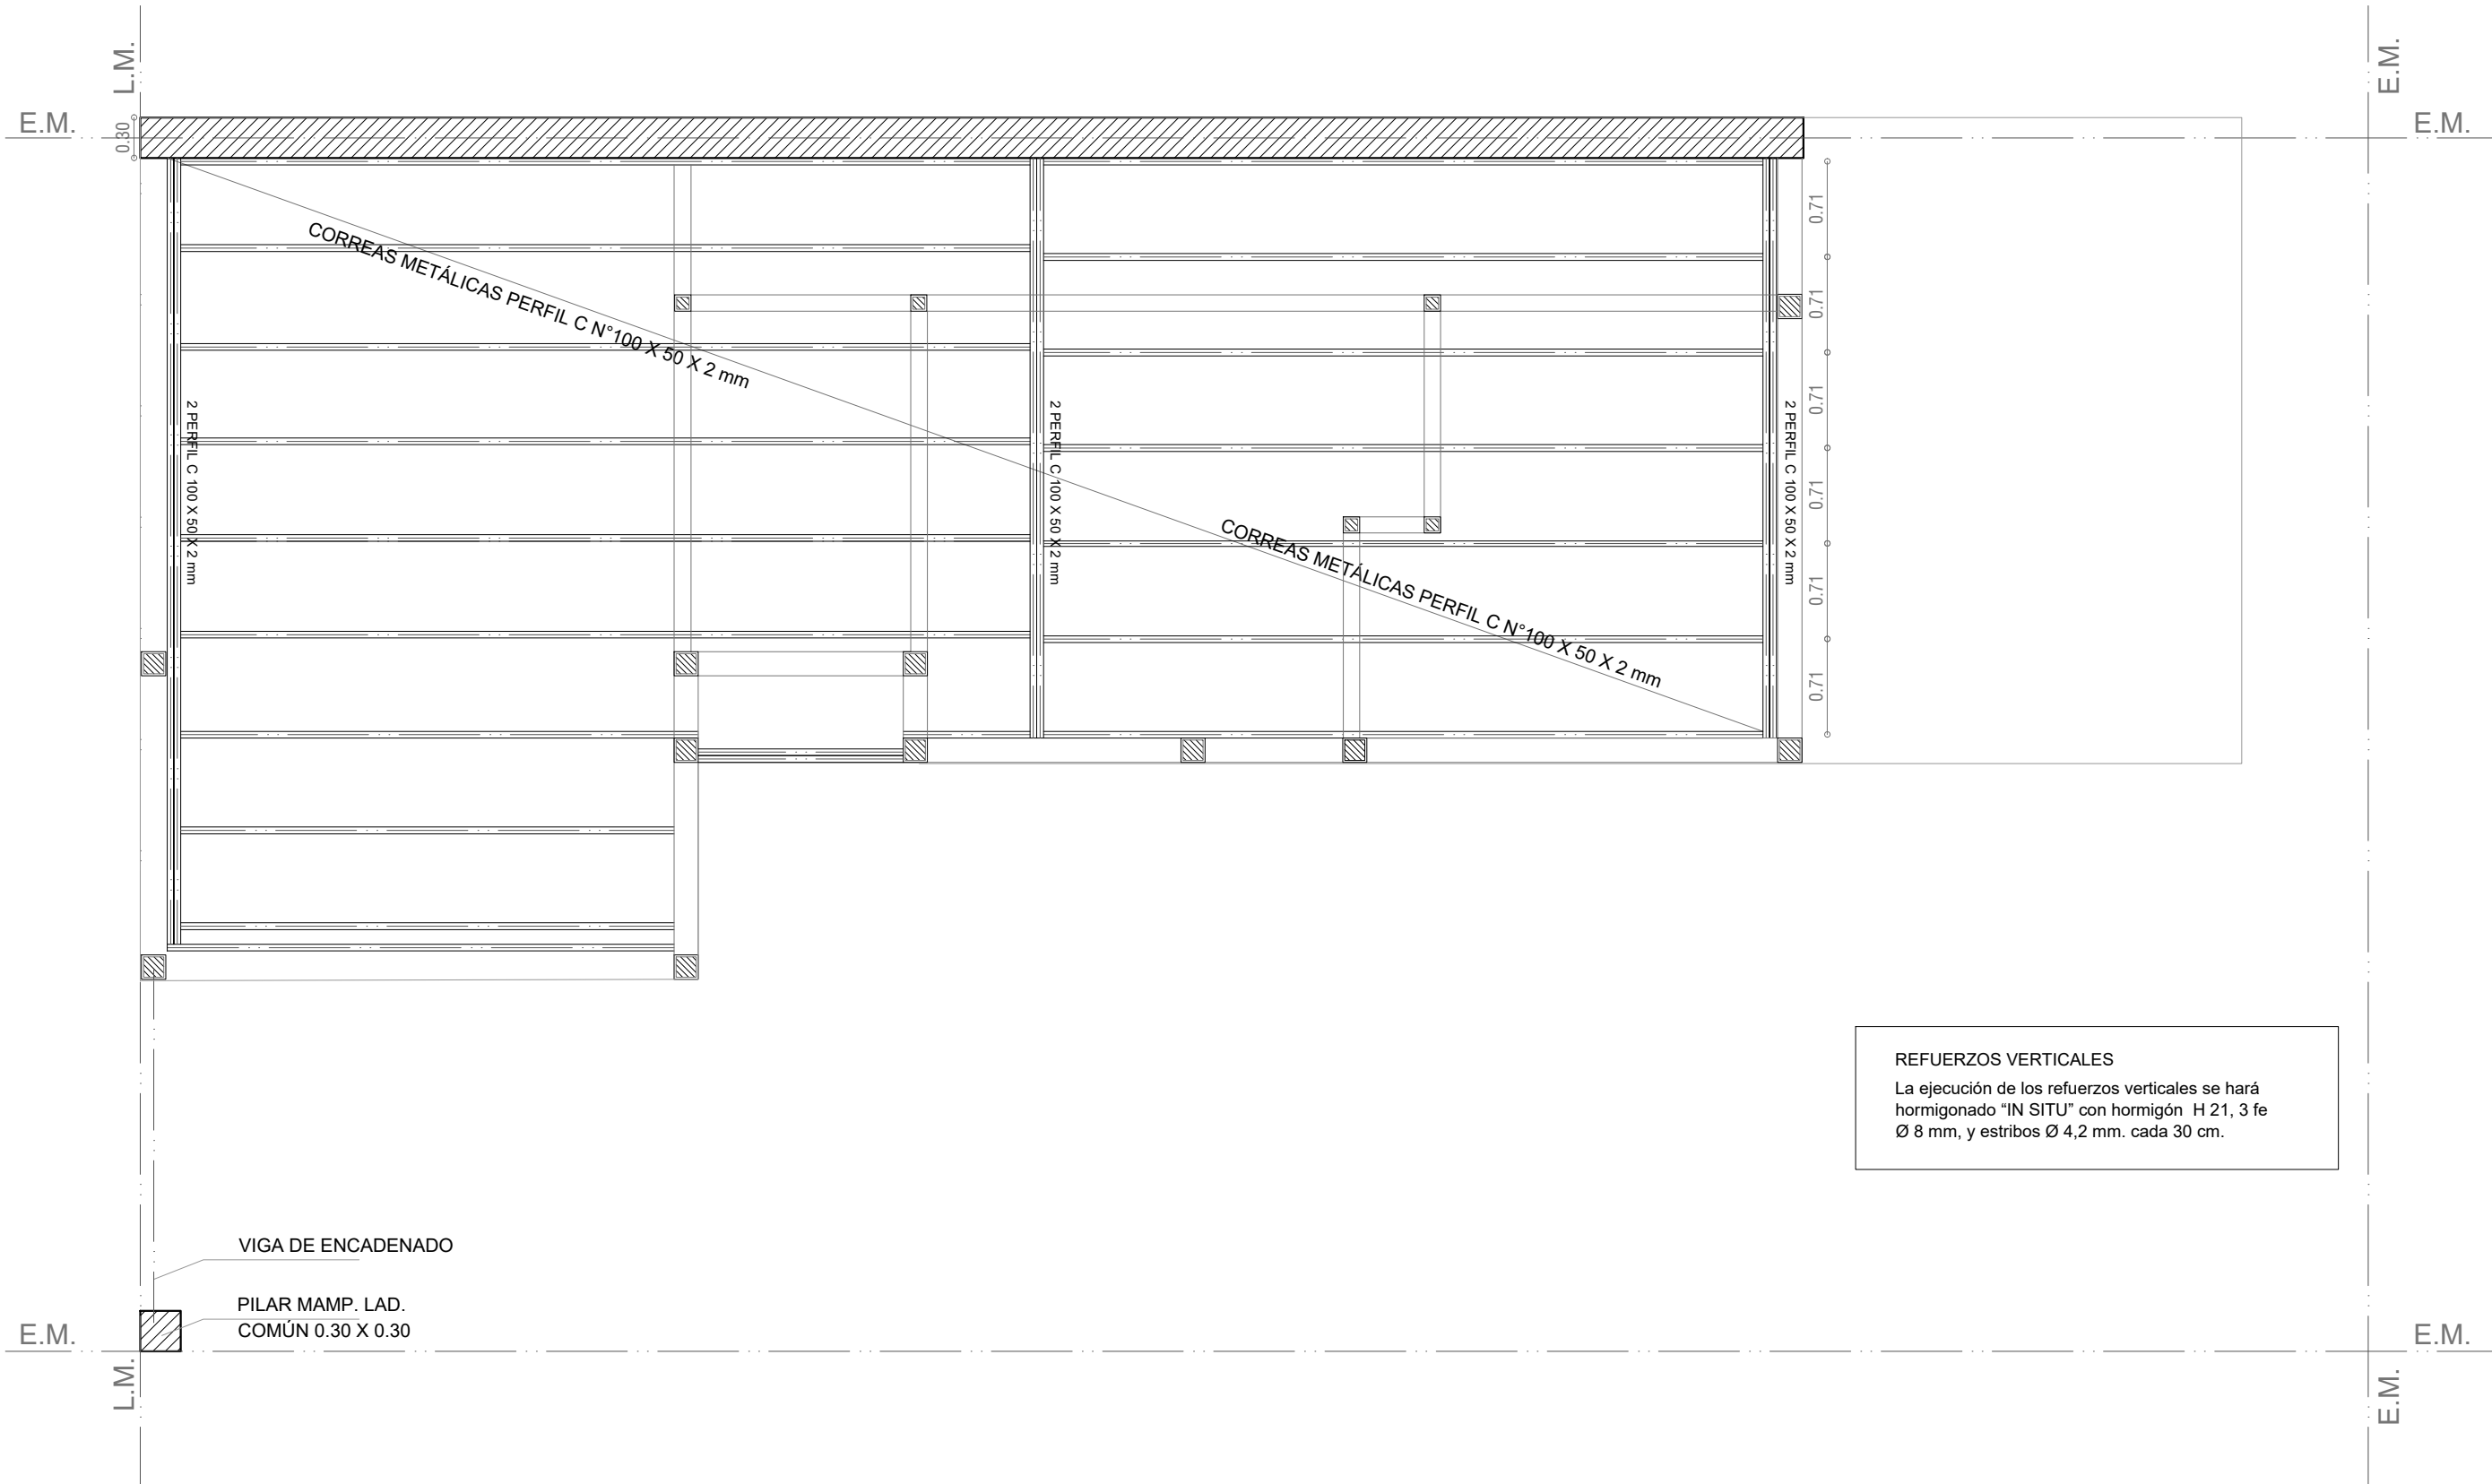 L.M.
E.M.
E.M.
0.30
E.M.
0.71
CORREAS METÁLICAS PERFIL C N°100 X 50 X 2 mm
0.71
2 PERFIL C 100 X 50 X 2 mm
2 PERFIL C 100 X 50 X 2 mm
2 PERFIL C 100 X 50 X 2 mm
0.71
0.71
CORREAS METÁLICAS PERFIL C N°100 X 50 X 2 mm
0.71
0.71
REFUERZOS VERTICALES
La ejecución de los refuerzos verticales se hará
hormigonado “IN SITU” con hormigón H 21, 3 fe
Ø 8 mm, y estribos Ø 4,2 mm. cada 30 cm.
VIGA DE ENCADENADO
PILAR MAMP. LAD.
COMÚN 0.30 X 0.30
E.M.
E.M.
L.M.
E.M.